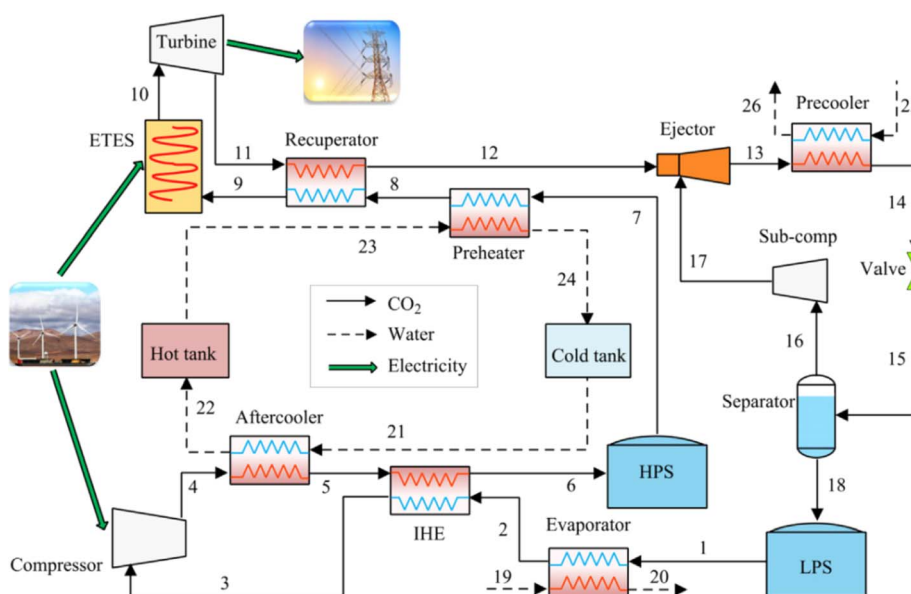 Turbine
10
ETES
11
Recuperator
12
Ejector
13
26
Precooler
2
9
8
7
14
23
Preheater
24
17
Sub-comp
Valve
CO₂
Water
Electricity
Hot tank
Cold tank
16
15
22
Aftercooler
21
Separator
4
5
6
HPS
18
IHE
2
Evaporator
1
Compressor
3
19
20
LPS